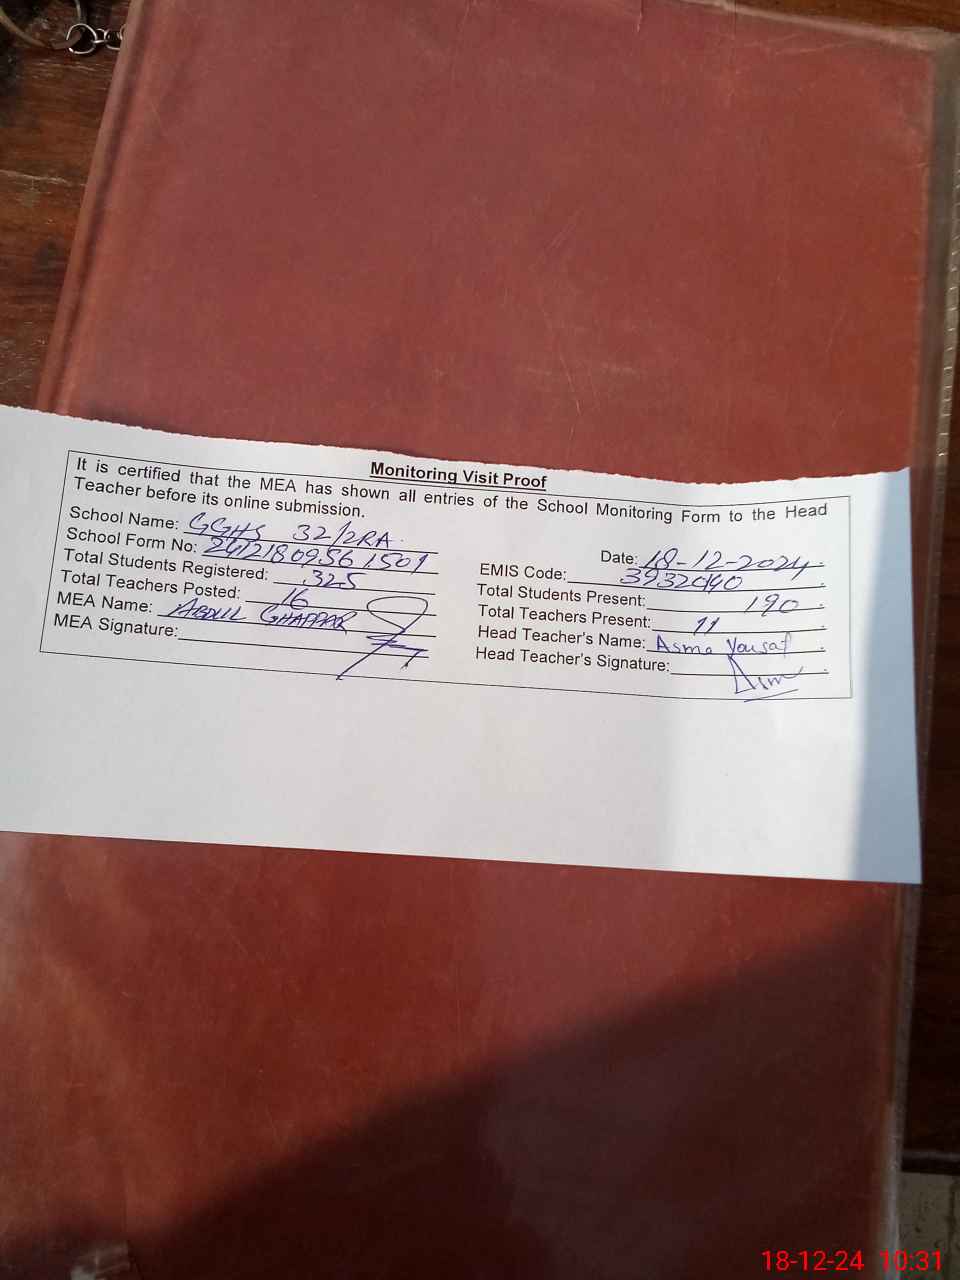 Monitoring Visit Proof
It is certified that the MEA has shown all entries of the School Monitoring Form to the Head
Teacher before its online submission.
School Name: GGHS 32/2RA.
Date: 18-12-2024
School Form No: 2412180956 1501
EMIS Code: 3932040
Total Students Registered: 325
Total Students Present: 190
Total Teachers Posted: 16
Total Teachers Present: 11
MEA Name: ABDUL GHAFFAR
Head Teacher's Name: Asma Yousaf
MEA Signature:
Head Teacher's Signature: Asm
18-12-24 10:31